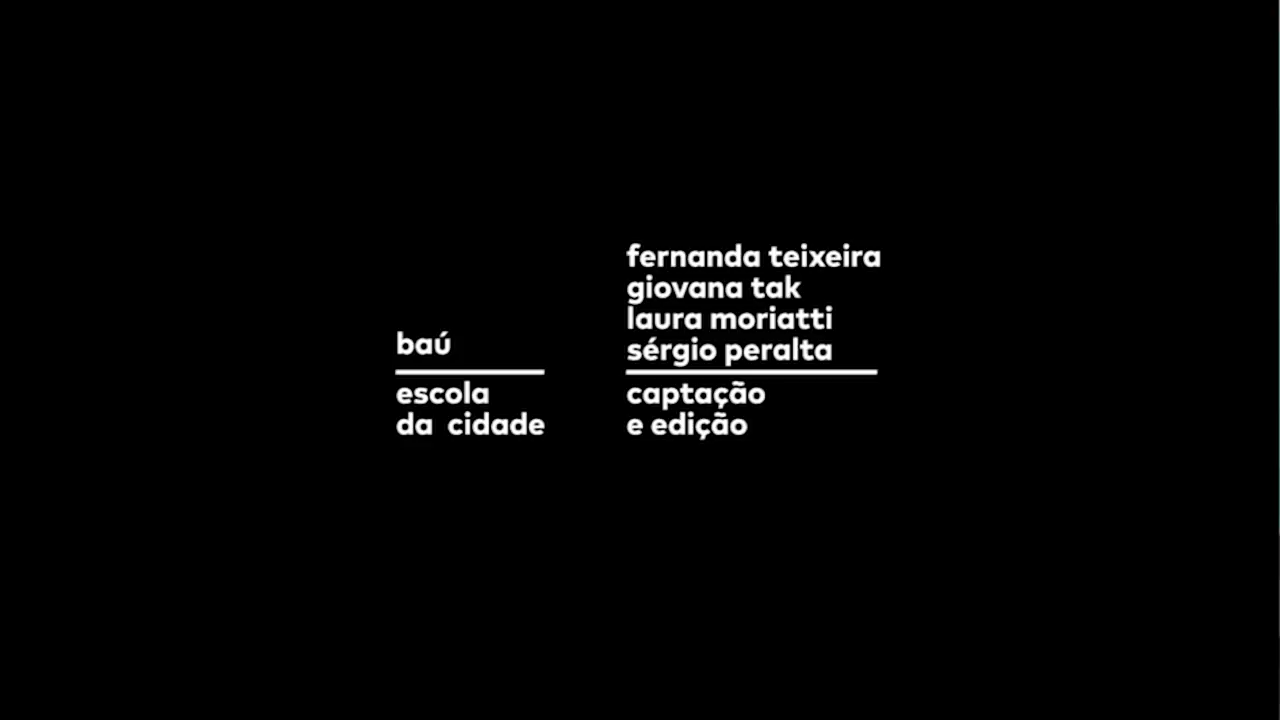 baú
escola
da cidade
fernanda teixeira
giovana tak
laura moriatti
sérgio peralta
captação
e edição